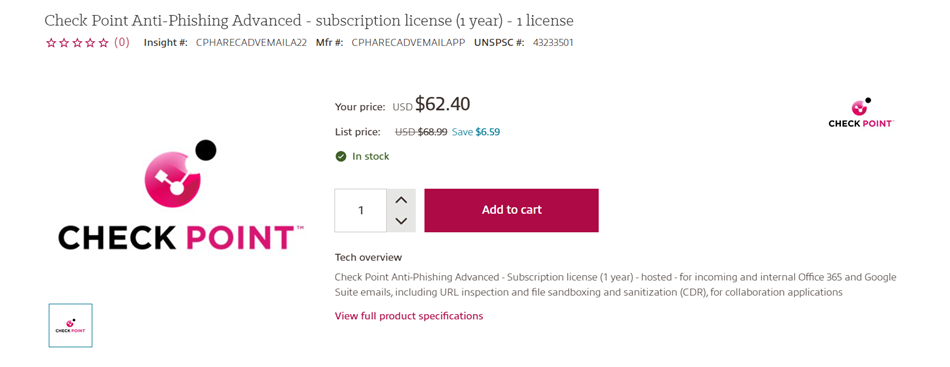 Check Point Anti-Phishing Advanced - subscription license (1 year) - 1 license
(0) Insight #: CPHARECADVEMAILA22 Mfr #: CPHARECADVEMAILAPP UNSPSC #: 43233501
Your price: USD $62.40
CHECK POINT
List price: USD $68.99 Save $6.59
In stock
1
Add to cart
CHECK POINT™
Tech overview
Check Point Anti-Phishing Advanced - Subscription license (1 year) - hosted - for incoming and internal Office 365 and Google
Suite emails, including URL inspection and file sandboxing and sanitization (CDR), for collaboration applications
View full product specifications
CHECK POINT